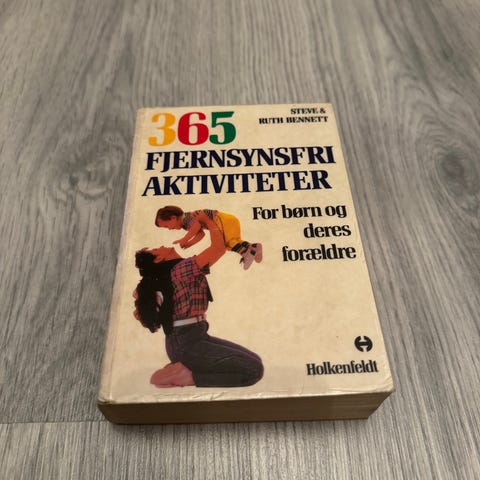 STEVE &
RUTH BENNETT
365
FJERNSYNSFRI
AKTIVITETER
For børn og
deres
forældre
H
Holkenfeldt